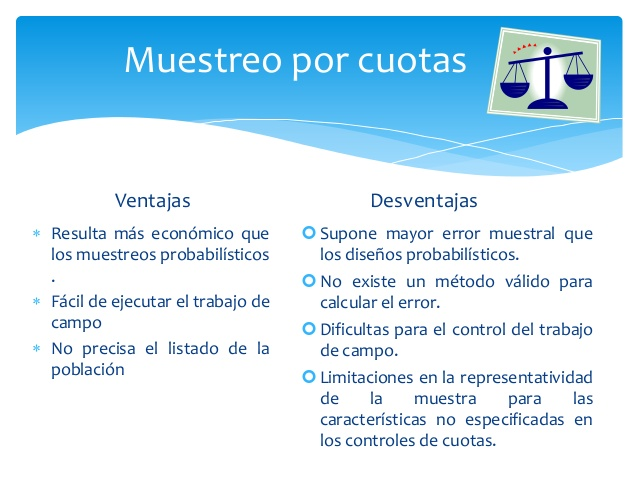 Muestreo por cuotas
Ventajas
∗ Resulta más económico que
los muestreos probabilísticos
.
∗ Fácil de ejecutar el trabajo de
campo
∗ No precisa el listado de la
población
Desventajas
Supone mayor error muestral que
los diseños probabilísticos.
No existe un método válido para
calcular el error.
Dificultas para el control del trabajo
de campo.
Limitaciones en la representatividad
de la muestra para las
características no especificadas en
los controles de cuotas.